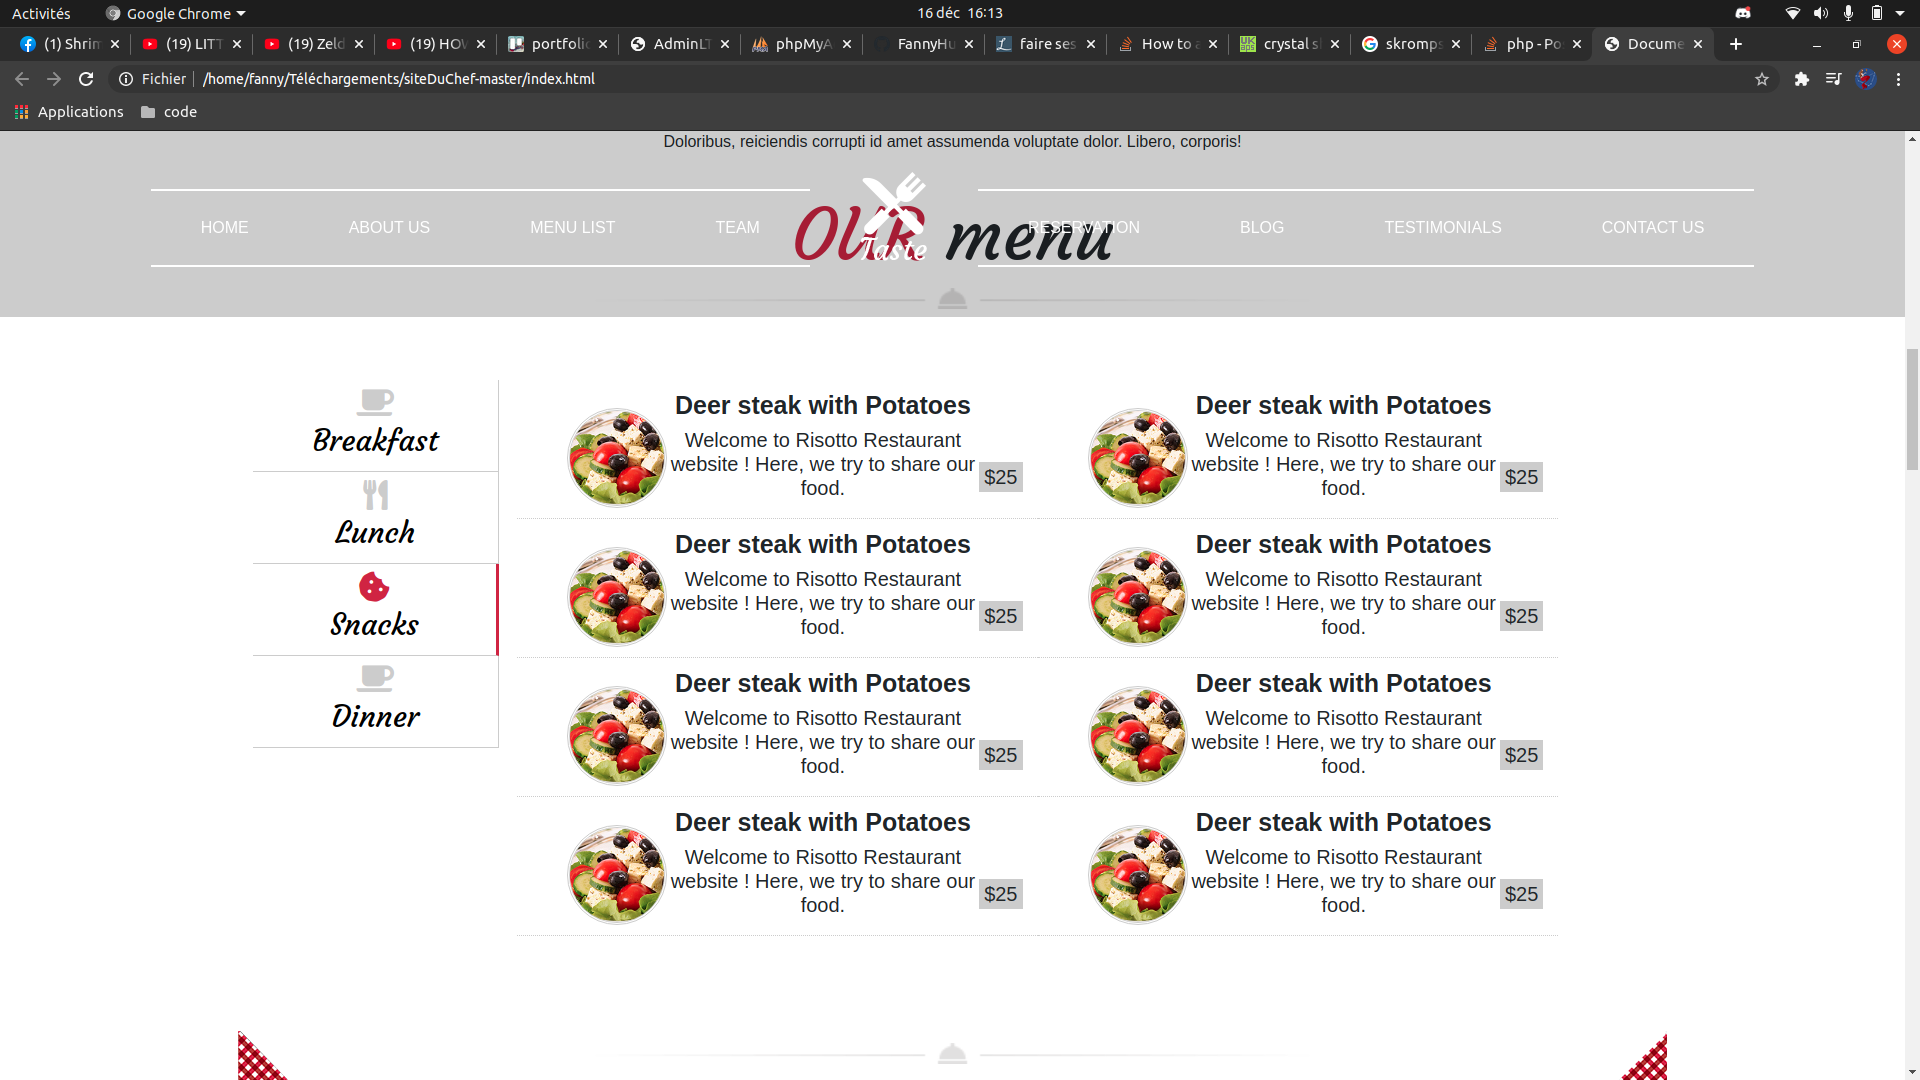 Activités
Google Chrome
16 déc 16:13
(1) Shrim
(19) LITT
(19) Zeld
(19) HOW
portfolio
AdminLT
phpMyA
FannyHu
faire ses
How to a
crystal s
skromps
php - Po
Docume
Fichier
/home/fanny/Téléchargements/siteDuChef-master/index.html
Applications
code
Doloribus, reiciendis corrupti id amet assumenda voluptate dolor. Libero, corporis!
HOME
ABOUT US
MENU LIST
TEAM
OUR menu
Taste
RESERVATION
BLOG
TESTIMONIALS
CONTACT US
Breakfast
Lunch
Snacks
Dinner
Deer steak with Potatoes
Welcome to Risotto Restaurant
website ! Here, we try to share our
food.
$25
Deer steak with Potatoes
Welcome to Risotto Restaurant
website ! Here, we try to share our
food.
$25
Deer steak with Potatoes
Welcome to Risotto Restaurant
website ! Here, we try to share our
food.
$25
Deer steak with Potatoes
Welcome to Risotto Restaurant
website ! Here, we try to share our
food.
$25
Deer steak with Potatoes
Welcome to Risotto Restaurant
website ! Here, we try to share our
food.
$25
Deer steak with Potatoes
Welcome to Risotto Restaurant
website ! Here, we try to share our
food.
$25
Deer steak with Potatoes
Welcome to Risotto Restaurant
website ! Here, we try to share our
food.
$25
Deer steak with Potatoes
Welcome to Risotto Restaurant
website ! Here, we try to share our
food.
$25